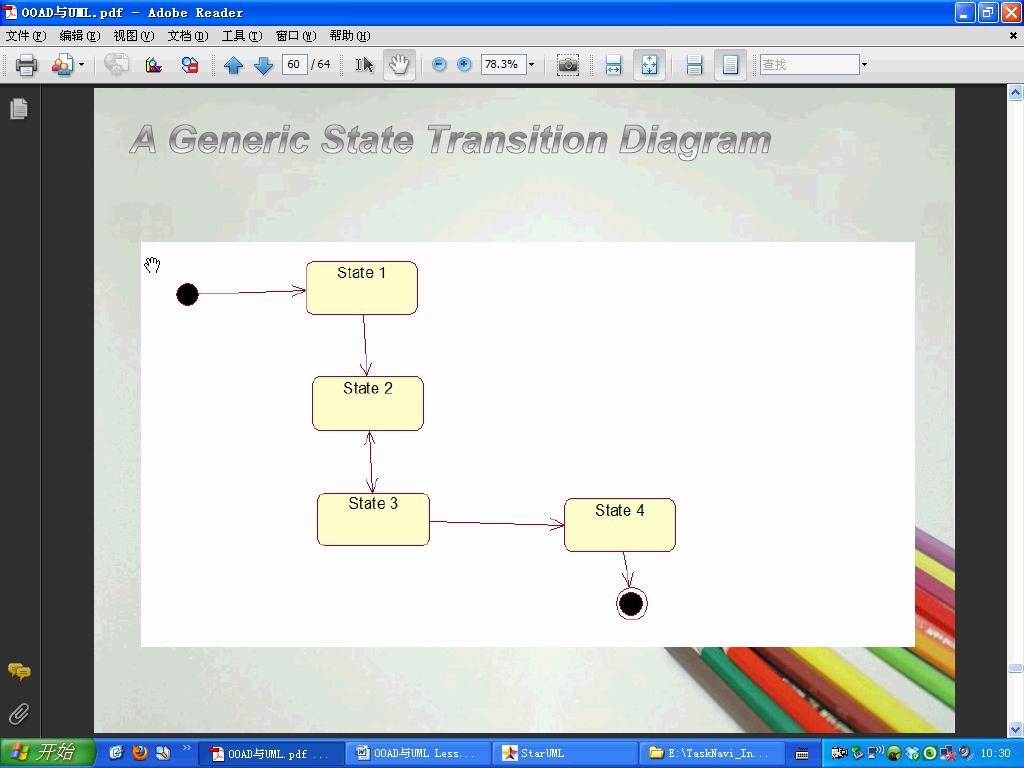 OOAD与UML.pdf - Adobe Reader
文件(F) 编辑(E) 视图(V) 文档(D) 工具(T) 窗口(W) 帮助(H)
60 / 64 78.3% 查找
A Generic State Transition Diagram
State 1
State 2
State 3
State 4
开始 OOAD与UML.pdf ... OOAD与UML Less... StarUML E:\TaskNavi_In... 10:30